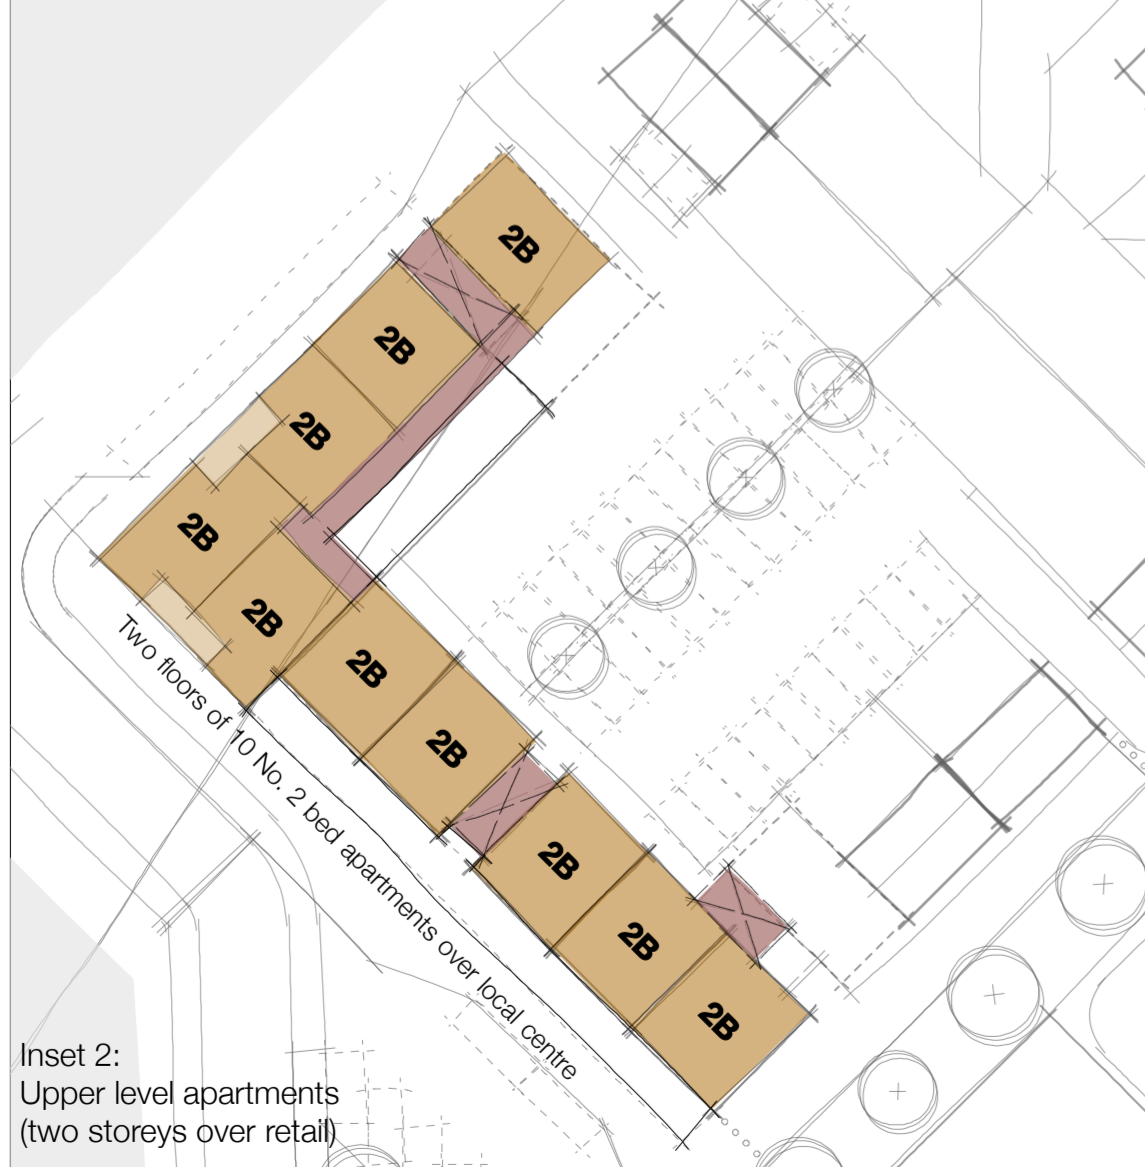 2B
2B
2B
2B
2B
2B
2B
2B
2B
2B
Two floors of 10 No. 2 bed apartments over local centre
Inset 2:
Upper level apartments
(two storeys over retail)